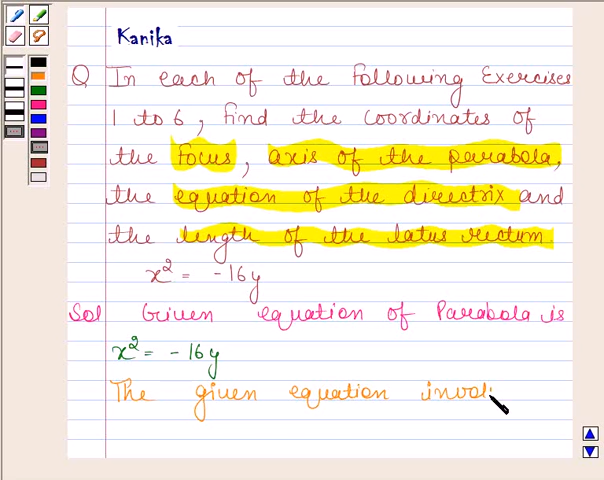 Kanika
Q In each of the following Exercises
1 to 6, find the coordinates of
the focus, axis of the parabola,
the equation of the directrix and
the length of the latus rectum.
x² = -16y
Sol Given equation of Parabola is
x² = -16y
The given equation invol